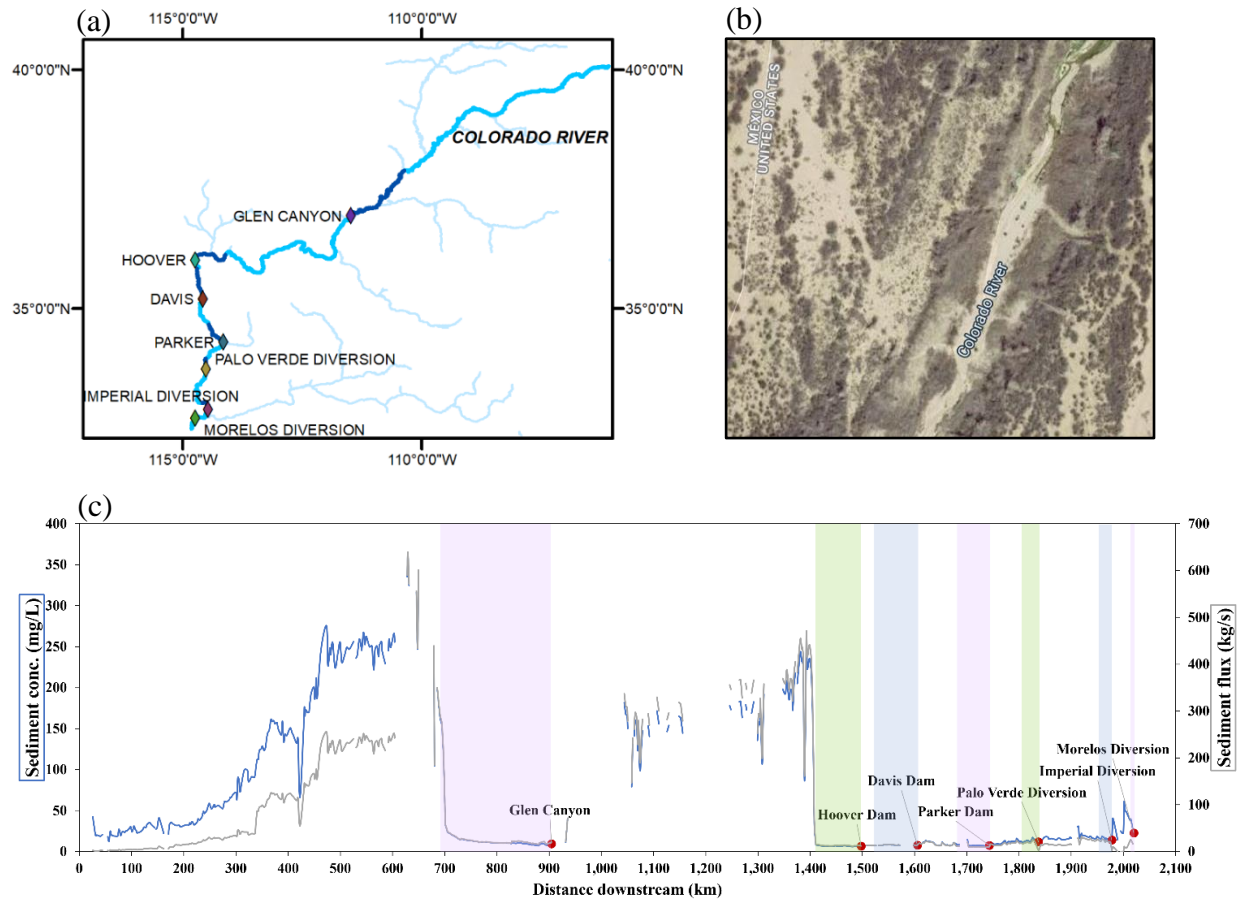 (a)
(b)
115°0'0"W
110°0'0"W
40°0'0"N
40°0'0"N
COLORADO RIVER
GLEN CANYON
HOOVER
DAVIS
35°0'0"N
35°0'0"N
PARKER
PALO VERDE DIVERSION
IMPERIAL DIVERSION
MORELOS DIVERSION
115°0'0"W
110°0'0"W
MÉXICO
UNITED STATES
Colorado River
(c)
Sediment conc. (mg/L)
400
350
300
250
200
150
100
50
0
700
600
500
400
300
200
100
0
Sediment flux (kg/s)
Morelos Diversion
Imperial Diversion
Davis Dam
Palo Verde Diversion
Glen Canyon
Hoover Dam
Parker Dam
0 100 200 300 400 500 600 700 800 900 1,000 1,100 1,200 1,300 1,400 1,500 1,600 1,700 1,800 1,900 2,000 2,100
Distance downstream (km)